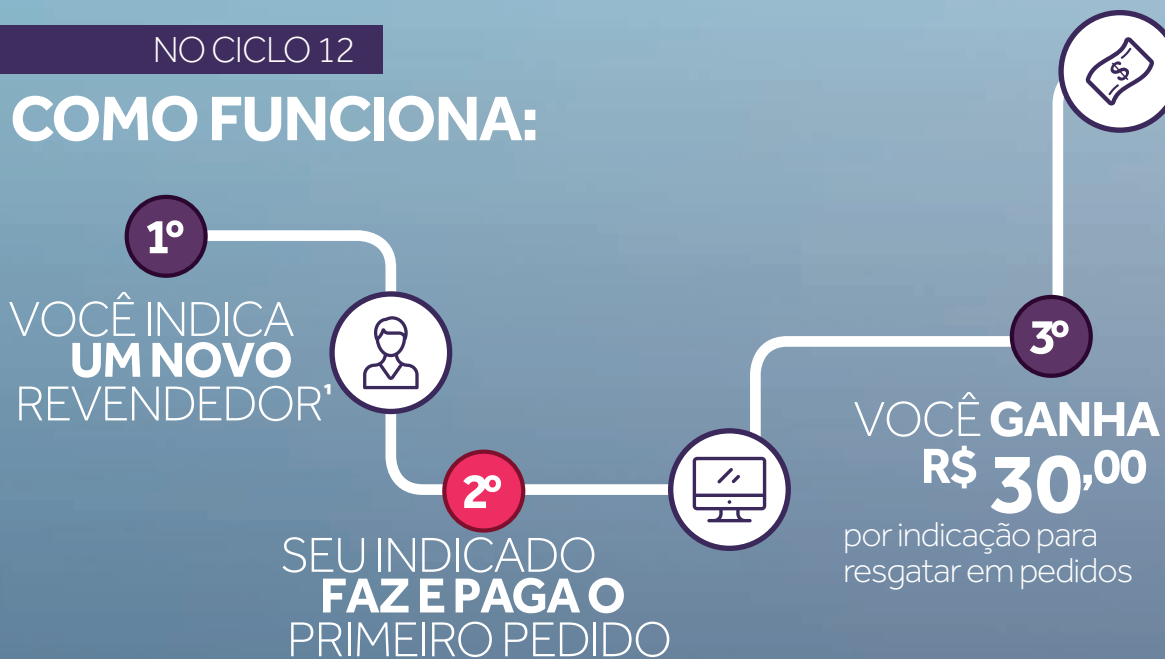 NO CICLO 12
COMO FUNCIONA:
1º
VOCÊ INDICA
UM NOVO
REVENDEDOR¹
2º
SEU INDICADO
FAZ E PAGA O
PRIMEIRO PEDIDO
3º
VOCÊ GANHA
R$ 30,00
por indicação para
resgatar em pedidos
$